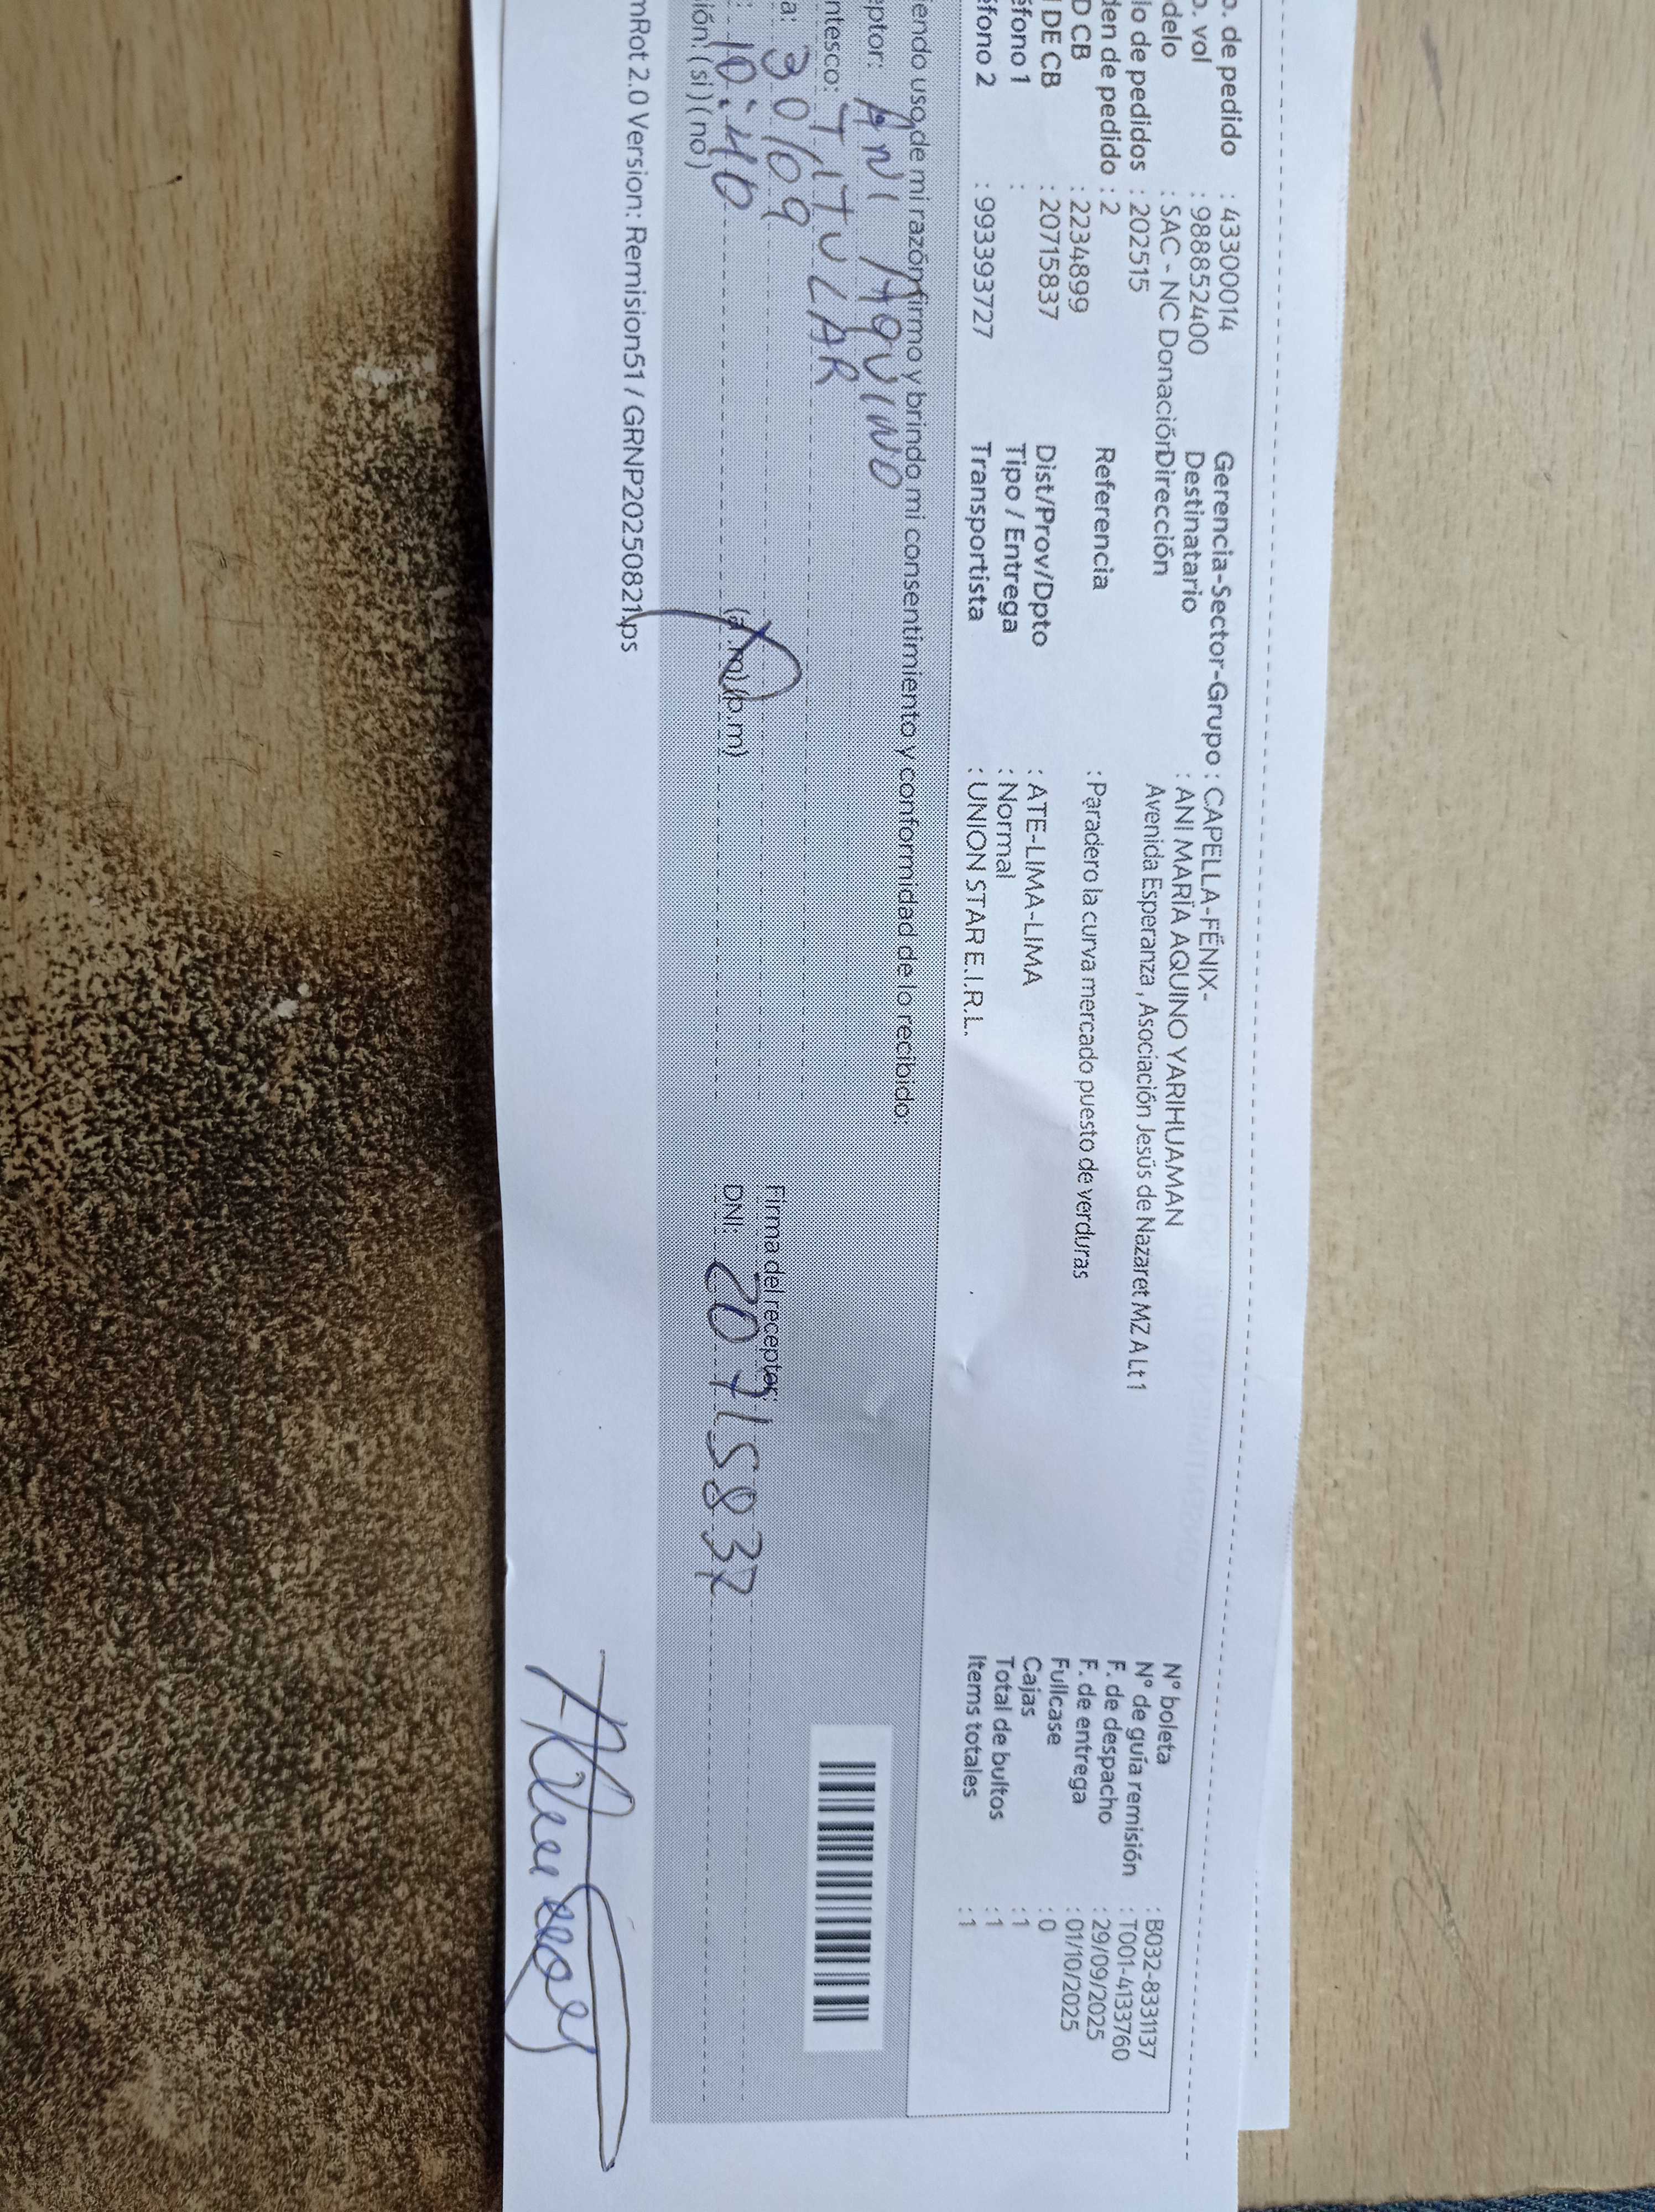 o. de pedido : 43300014
o. vol : 988852400
delo : SAC - NC Donación
lo de pedidos : 202515
den de pedido : 2
D CB : 2234899
DE CB : 20715837
éfono 1 :
éfono 2 : 993393727
Gerencia-Sector-Grupo : CAPELLA-FÉNIX-
Destinatario : ANI MARÍA AQUINO YARIHUAMAN
Dirección Avenida Esperanza , Asociación Jesús de Nazaret MZ A Lt 1
Referencia : Paradero la curva mercado puesto de verduras
Dist/Prov/Dpto : ATE-LIMA-LIMA
Tipo / Entrega : Normal
Transportista : UNION STAR E.I.R.L.
N° boleta : B032-8331137
N° de guía remisión : T001-4133760
F. de despacho : 29/09/2025
F. de entrega : 01/10/2025
Fullcase : 0
Cajas : 1
Total de bultos : 1
Items totales : 1
iendo uso de mi razón firmo y brindo mi consentimiento y conformidad de lo recibido:
eptor: ANI AQUINO
ntesco: TITULAR
a: 30/09
: 10:40 (a.m) (p.m)
ión: (si) (no)
Firma del receptor:
DNI: 20715837
mRot 2.0 Version: Remision51 / GRNP20250821.ps